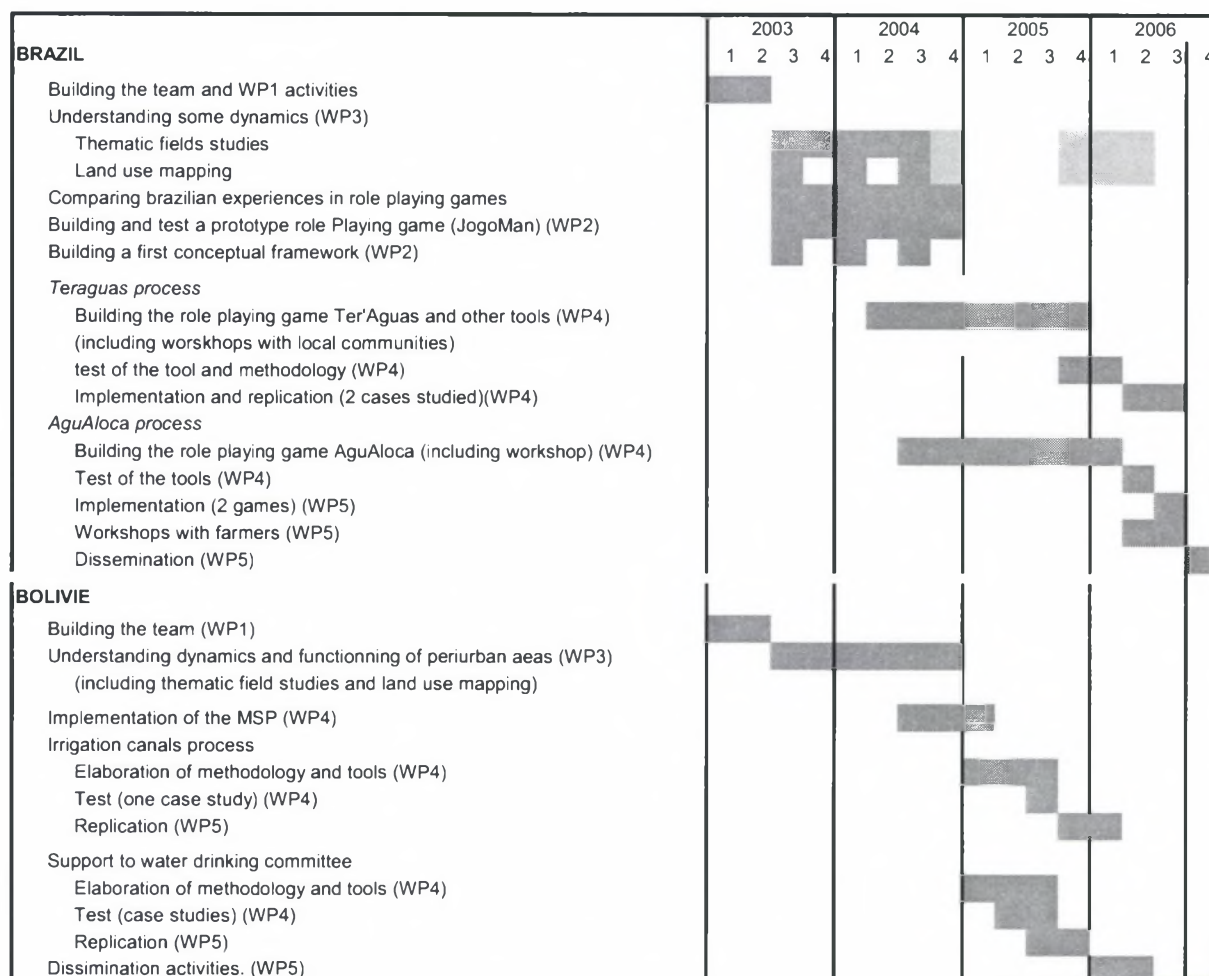 2003 2004 2005 2006
BRAZIL 1 2 3 4 1 2 3 4 1 2 3 4 1 2 3 4
Building the team and WP1 activities
Understanding some dynamics (WP3)
Thematic fields studies
Land use mapping
Comparing brazilian experiences in role playing games
Building and test a prototype role Playing game (JogoMan) (WP2)
Building a first conceptual framework (WP2)
Teraguas process
Building the role playing game Ter'Aguas and other tools (WP4)
(including worskhops with local communities)
test of the tool and methodology (WP4)
Implementation and replication (2 cases studied)(WP4)
AguAloca process
Building the role playing game AguAloca (including workshop) (WP4)
Test of the tools (WP4)
Implementation (2 games) (WP5)
Workshops with farmers (WP5)
Dissemination (WP5)
BOLIVIE
Building the team (WP1)
Understanding dynamics and functionning of periurban aeas (WP3)
(including thematic field studies and land use mapping)
Implementation of the MSP (WP4)
Irrigation canals process
Elaboration of methodology and tools (WP4)
Test (one case study) (WP4)
Replication (WP5)
Support to water drinking committee
Elaboration of methodology and tools (WP4)
Test (case studies) (WP4)
Replication (WP5)
Dissimination activities. (WP5)